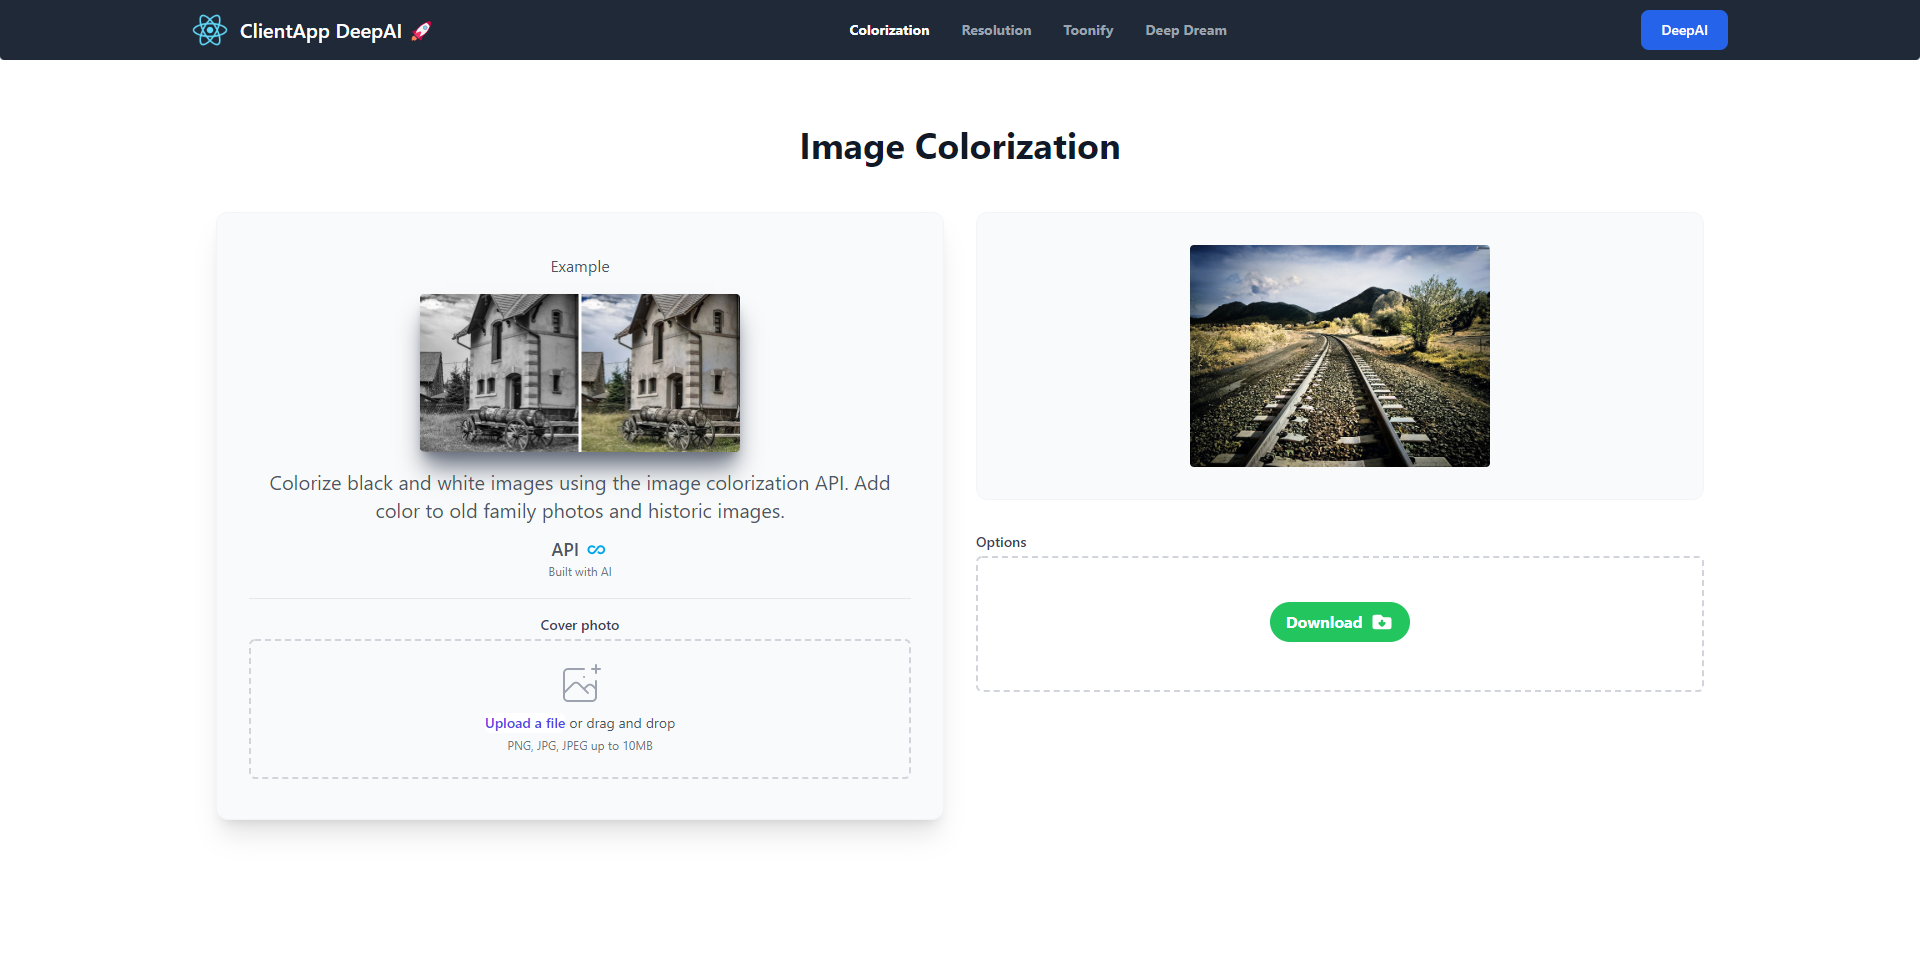 ClientApp DeepAI 🚀
Colorization
Resolution
Toonify
Deep Dream
DeepAI
Image Colorization
Example
Colorize black and white images using the image colorization API. Add
color to old family photos and historic images.
API
Built with AI
Cover photo
Upload a file or drag and drop
PNG, JPG, JPEG up to 10MB
Options
Download